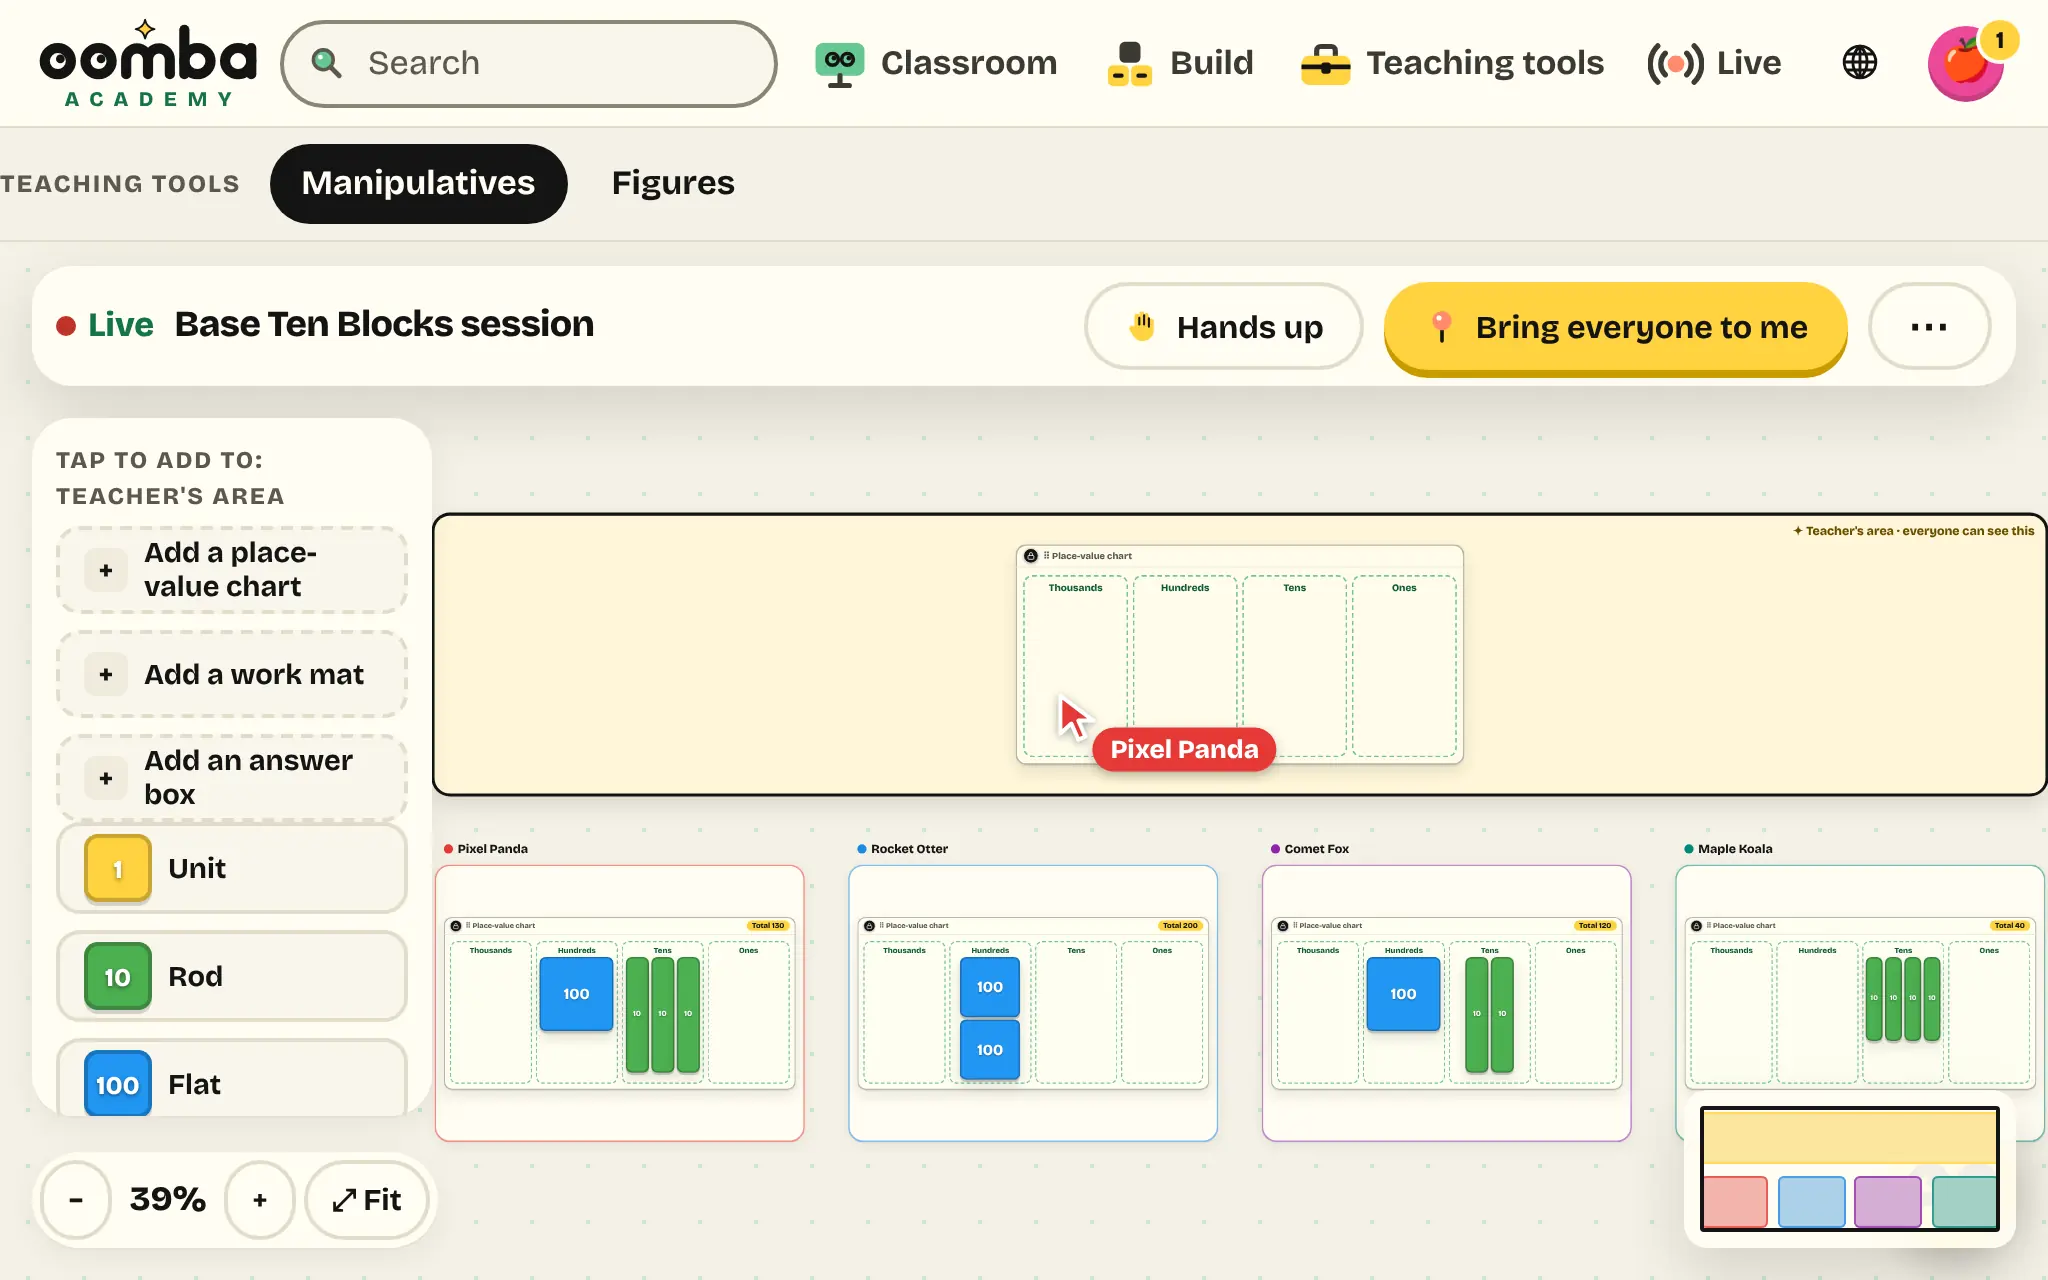 oomba
ACADEMY
Search
Classroom
Build
Teaching tools
Live
1
TEACHING TOOLS
Manipulatives
Figures
Live
Base Ten Blocks session
Hands up
Bring everyone to me
...
TAP TO ADD TO:
TEACHER'S AREA
+ Add a place-
value chart
+ Add a work mat
+ Add an answer
box
1 Unit
10 Rod
100 Flat
✦ Teacher's area · everyone can see this
Place-value chart
Thousands Hundreds Tens Ones
Pixel Panda
Pixel Panda
Place-value chart Total 130
Thousands Hundreds Tens Ones
100
10 10 10
Rocket Otter
Place-value chart Total 200
Thousands Hundreds Tens Ones
100
100
Comet Fox
Place-value chart Total 120
Thousands Hundreds Tens Ones
100
10 10
Maple Koala
Place-value chart Total 40
Thousands Hundreds Tens Ones
10 10 10 10
− 39% + Fit